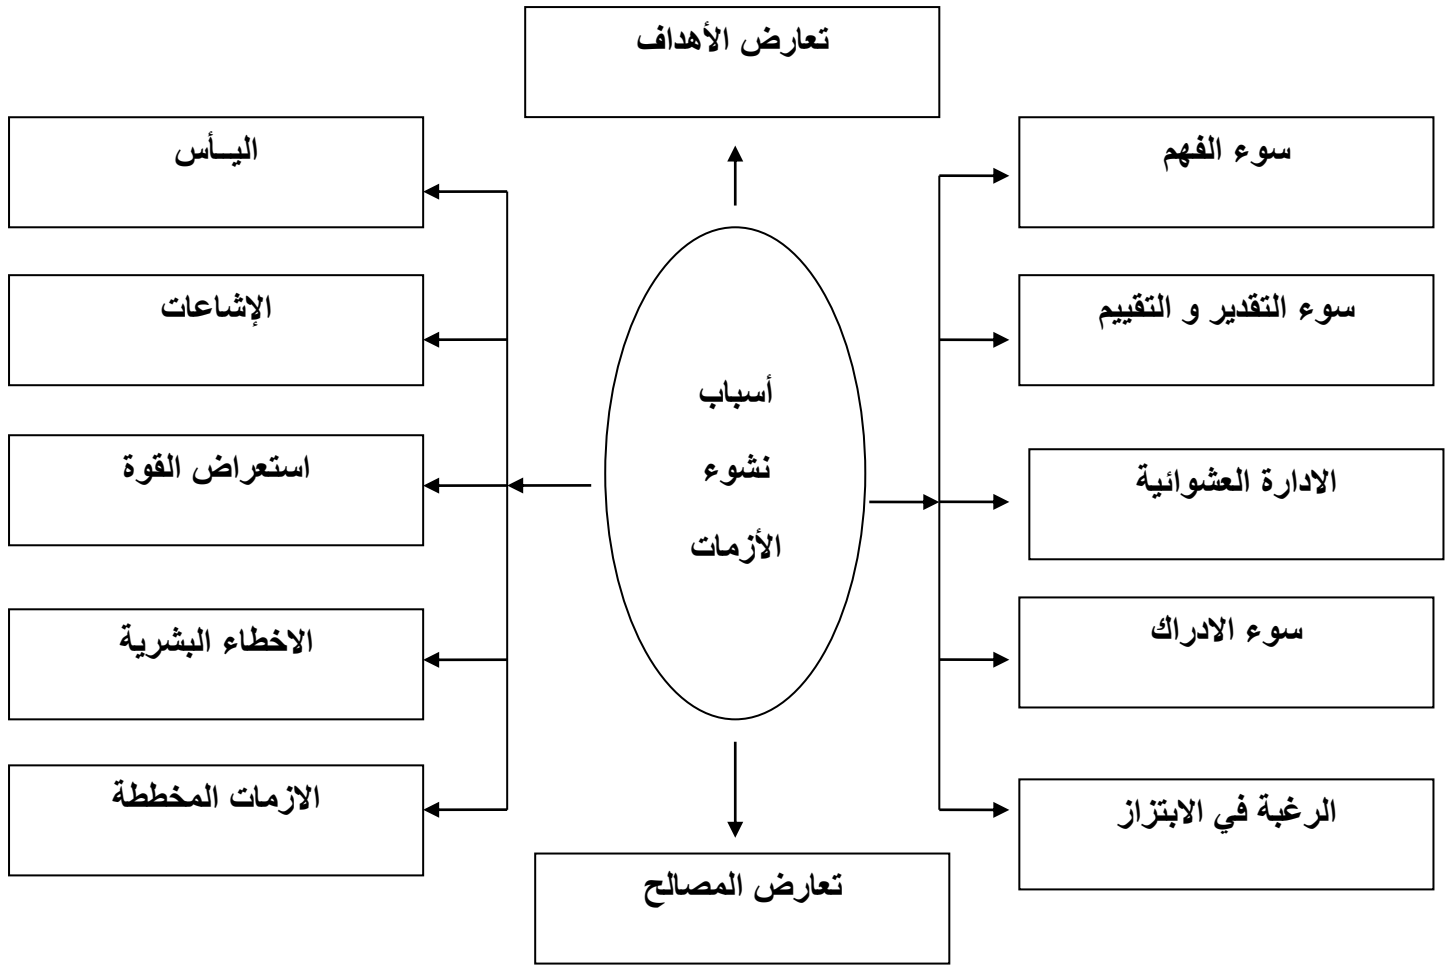 تعارض الأهداف
سوء الفهم
سوء التقدير و التقييم
الادارة العشوائية
سوء الادراك
الرغبة في الابتزاز
أسباب
نشوء
الأزمات
اليــأس
الإشاعات
استعراض القوة
الاخطاء البشرية
الازمات المخططة
تعارض المصالح